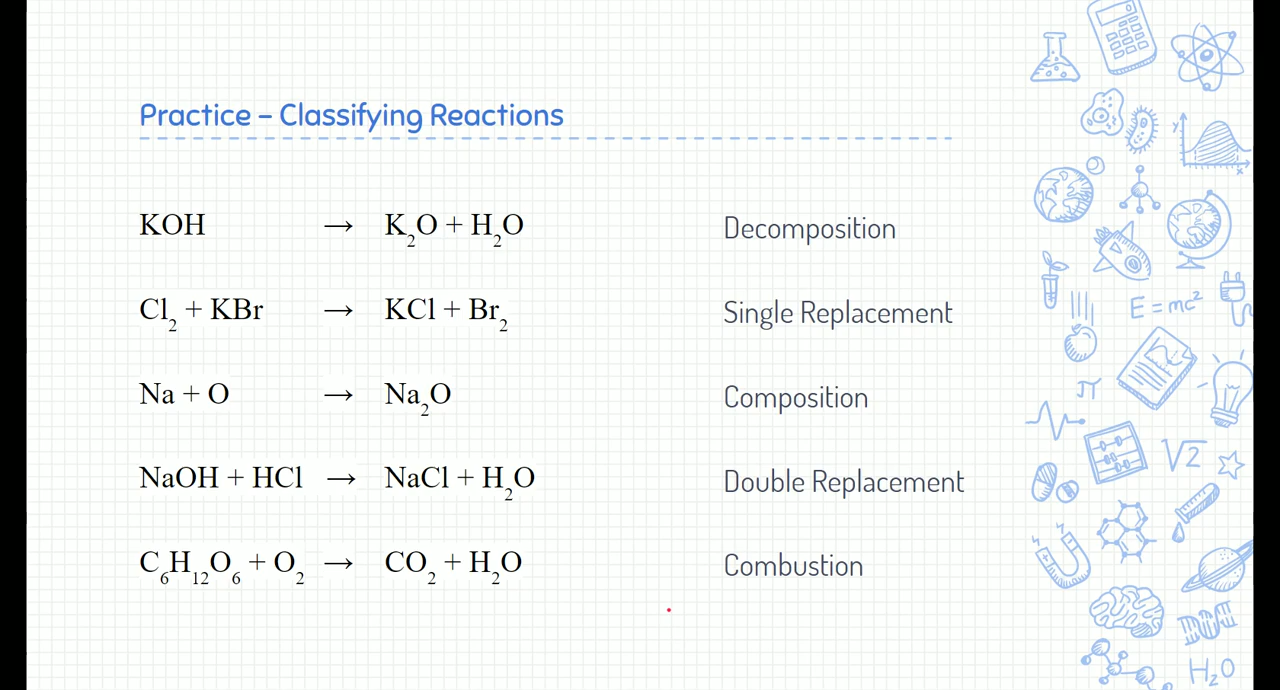 Practice – Classifying Reactions
KOH → K₂O + H₂O Decomposition
Cl₂ + KBr → KCl + Br₂ Single Replacement
Na + O → Na₂O Composition
NaOH + HCl → NaCl + H₂O Double Replacement
C₆H₁₂O₆ + O₂ → CO₂ + H₂O Combustion
y
x
E = mc²
π
√2
H₂O